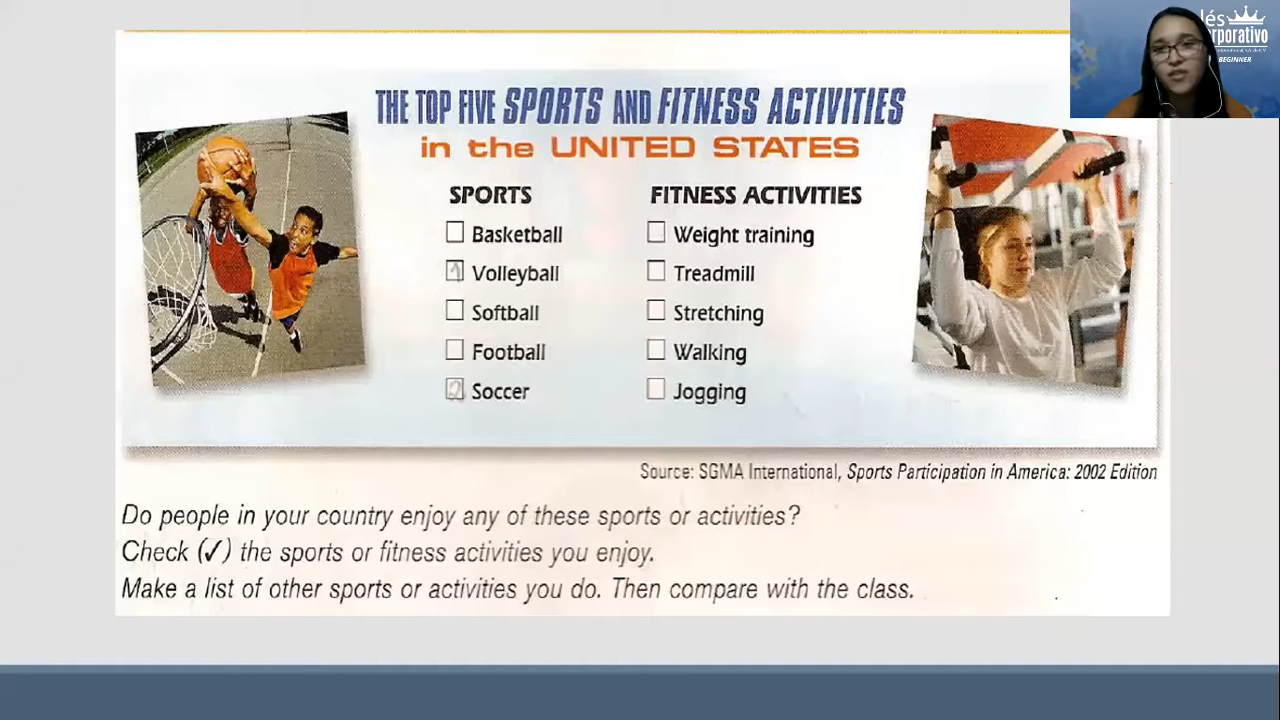 lés
rporativo
BEGINNER
THE TOP FIVE SPORTS AND FITNESS ACTIVITIES
in the UNITED STATES
SPORTS
Basketball
Volleyball
Softball
Football
Soccer
FITNESS ACTIVITIES
Weight training
Treadmill
Stretching
Walking
Jogging
Source: SGMA International, Sports Participation in America: 2002 Edition
Do people in your country enjoy any of these sports or activities?
Check (✓) the sports or fitness activities you enjoy.
Make a list of other sports or activities you do. Then compare with the class.